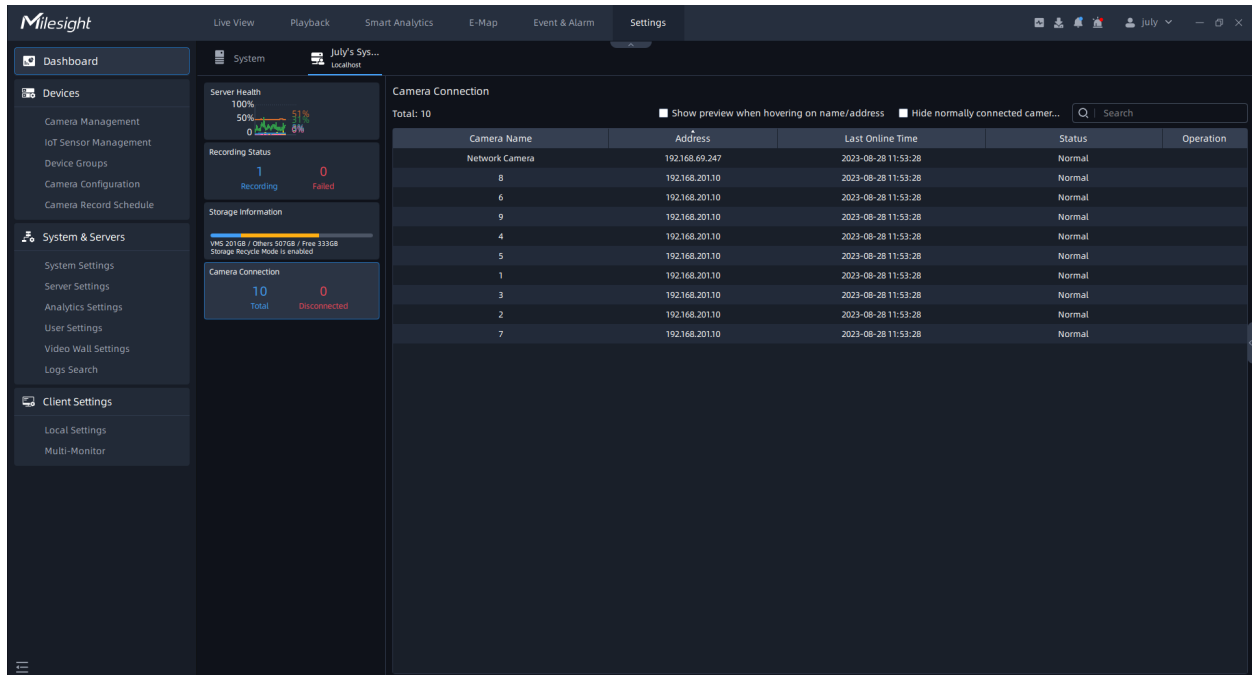 Milesight
Live View Playback Smart Analytics E-Map Event & Alarm Settings july
Dashboard
Devices
Camera Management
IoT Sensor Management
Device Groups
Camera Configuration
Camera Record Schedule
System & Servers
System Settings
Server Settings
Analytics Settings
User Settings
Video Wall Settings
Logs Search
Client Settings
Local Settings
Multi-Monitor
System
July's Sys...
Localhost
Server Health
100%
50%
0
51%
31%
Recording Status
1 0
Recording Failed
Storage Information
VMS 201GB / Others 507GB / Free 333GB
Storage Recycle Mode is enabled
Camera Connection
10 0
Total Disconnected
Camera Connection
Total: 10 Show preview when hovering on name/address Hide normally connected camer... Search
Camera Name Address Last Online Time Status Operation
Network Camera 192.168.69.247 2023-08-28 11:53:28 Normal
8 192.168.201.10 2023-08-28 11:53:28 Normal
6 192.168.201.10 2023-08-28 11:53:28 Normal
9 192.168.201.10 2023-08-28 11:53:28 Normal
4 192.168.201.10 2023-08-28 11:53:28 Normal
5 192.168.201.10 2023-08-28 11:53:28 Normal
1 192.168.201.10 2023-08-28 11:53:28 Normal
3 192.168.201.10 2023-08-28 11:53:28 Normal
2 192.168.201.10 2023-08-28 11:53:28 Normal
7 192.168.201.10 2023-08-28 11:53:28 Normal